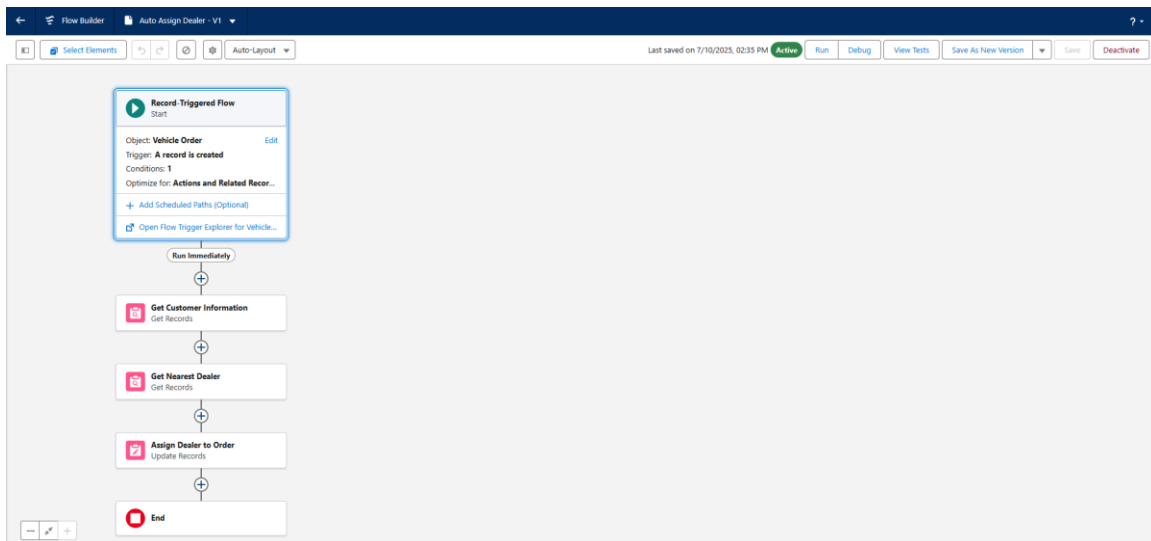 Flow Builder
Auto Assign Dealer - V1
?
Select Elements
Auto-Layout
Last saved on 7/10/2025, 02:35 PM
Active
Run
Debug
View Tests
Save As New Version
Save
Deactivate
Record-Triggered Flow
Start
Object: Vehicle Order
Edit
Trigger: A record is created
Conditions: 1
Optimize for: Actions and Related Recor...
+ Add Scheduled Paths (Optional)
Open Flow Trigger Explorer for Vehicle...
Run Immediately
Get Customer Information
Get Records
Get Nearest Dealer
Get Records
Assign Dealer to Order
Update Records
End